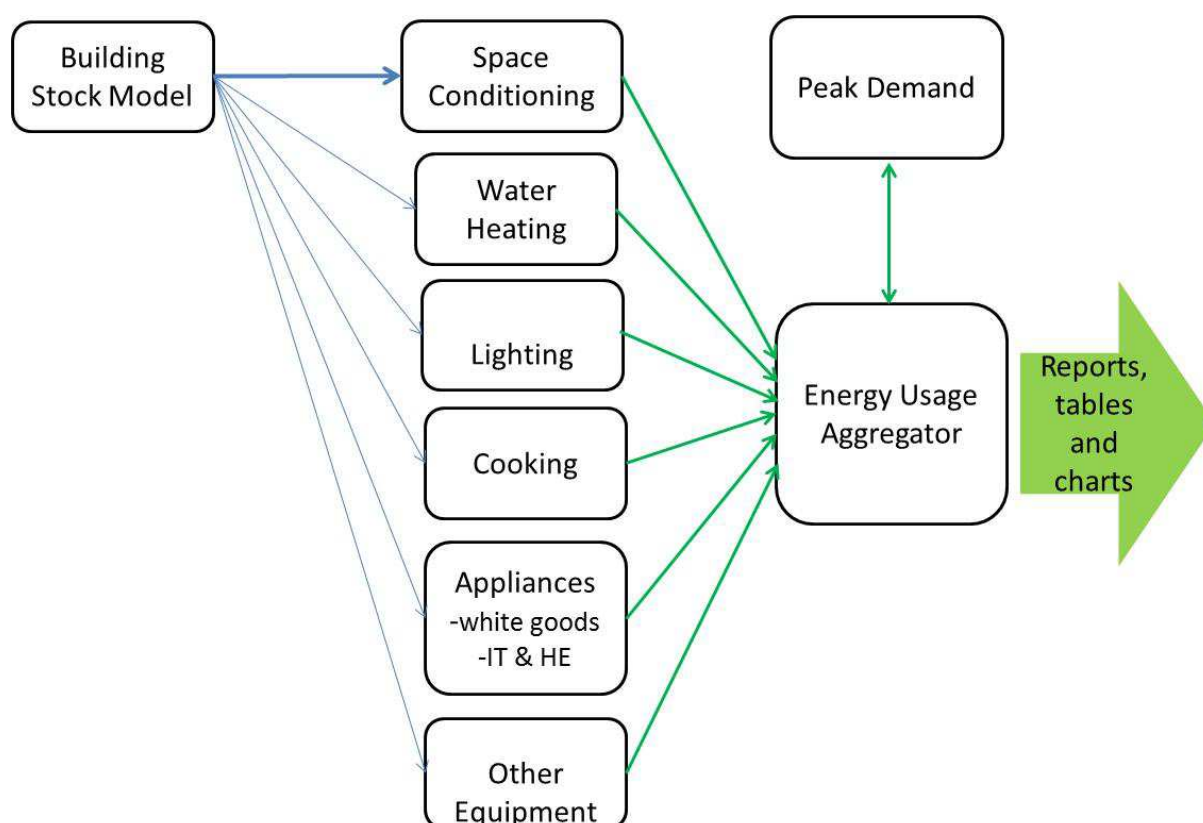 Building
Stock Model
Space
Conditioning
Peak Demand
Water
Heating
Lighting
Cooking
Appliances
-white goods
-IT & HE
Other
Equipment
Energy Usage
Aggregator
Reports,
tables
and
charts